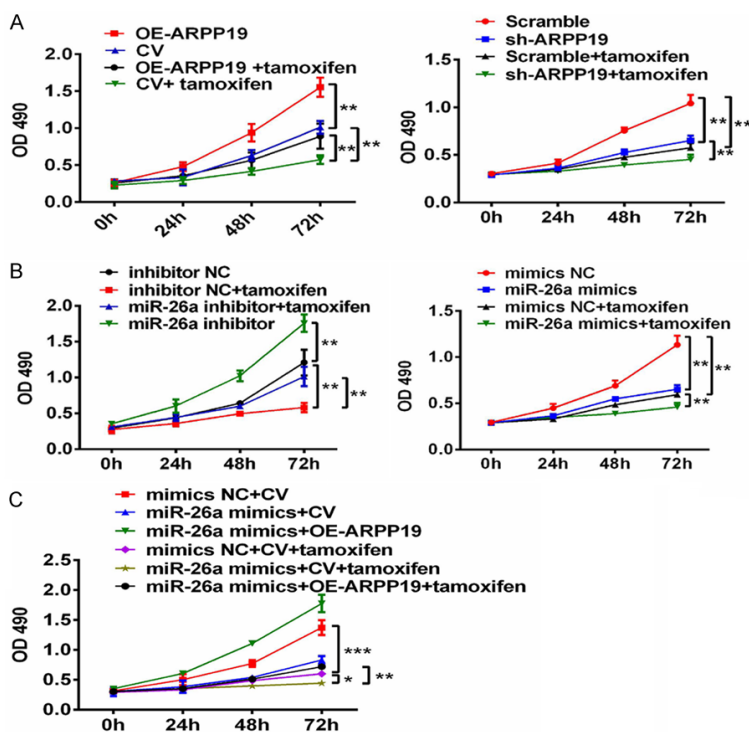 A
OE-ARPP19
CV
OE-ARPP19 +tamoxifen
CV+ tamoxifen
OD 490
2.0
1.5
1.0
0.5
0.0
0h 24h 48h 72h
**
**
**
Scramble
sh-ARPP19
Scramble+tamoxifen
sh-ARPP19+tamoxifen
OD 490
1.5
1.0
0.5
0.0
0h 24h 48h 72h
**
**
**
B
inhibitor NC
inhibitor NC+tamoxifen
miR-26a inhibitor+tamoxifen
miR-26a inhibitor
OD 490
2.0
1.5
1.0
0.5
0.0
0h 24h 48h 72h
**
**
**
mimics NC
miR-26a mimics
mimics NC+tamoxifen
miR-26a mimics+tamoxifen
OD 490
1.5
1.0
0.5
0.0
0h 24h 48h 72h
**
**
**
C
mimics NC+CV
miR-26a mimics+CV
miR-26a mimics+OE-ARPP19
mimics NC+CV+tamoxifen
miR-26a mimics+CV+tamoxifen
miR-26a mimics+OE-ARPP19+tamoxifen
OD 490
2.5
2.0
1.5
1.0
0.5
0.0
0h 24h 48h 72h
***
**
*